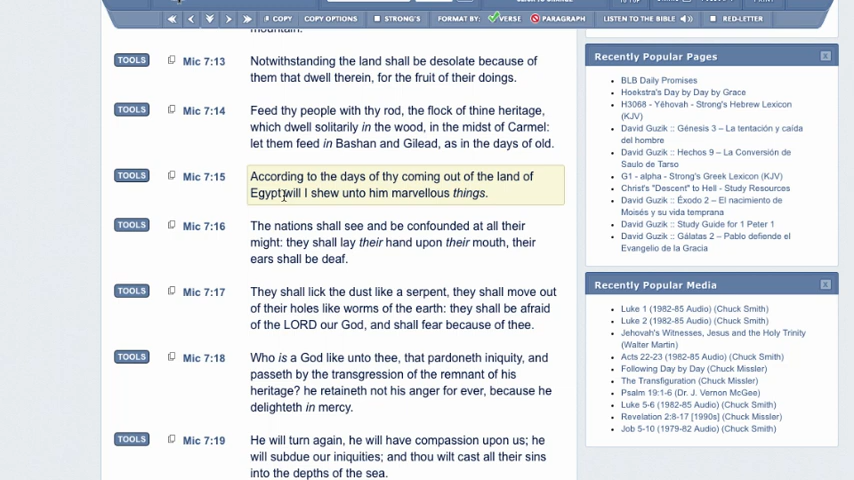 COPY COPY OPTIONS STRONG'S FORMAT BY: VERSE PARAGRAPH LISTEN TO THE BIBLE RED-LETTER
mountain.
TOOLS Mic 7:13 Notwithstanding the land shall be desolate because of
them that dwell therein, for the fruit of their doings.
TOOLS Mic 7:14 Feed thy people with thy rod, the flock of thine heritage,
which dwell solitarily in the wood, in the midst of Carmel:
let them feed in Bashan and Gilead, as in the days of old.
TOOLS Mic 7:15 According to the days of thy coming out of the land of
Egypt will I shew unto him marvellous things.
TOOLS Mic 7:16 The nations shall see and be confounded at all their
might: they shall lay their hand upon their mouth, their
ears shall be deaf.
TOOLS Mic 7:17 They shall lick the dust like a serpent, they shall move out
of their holes like worms of the earth: they shall be afraid
of the LORD our God, and shall fear because of thee.
TOOLS Mic 7:18 Who is a God like unto thee, that pardoneth iniquity, and
passeth by the transgression of the remnant of his
heritage? he retaineth not his anger for ever, because he
delighteth in mercy.
TOOLS Mic 7:19 He will turn again, he will have compassion upon us; he
will subdue our iniquities; and thou wilt cast all their sins
into the depths of the sea.
Recently Popular Pages
BLB Daily Promises
Hoekstra's Day by Day by Grace
H3068 - Yĕhovah - Strong's Hebrew Lexicon
(KJV)
David Guzik :: Génesis 3 – La tentación y caída
del hombre
David Guzik :: Hechos 9 – La Conversión de
Saulo de Tarso
G1 - alpha - Strong's Greek Lexicon (KJV)
Christ's "Descent" to Hell - Study Resources
David Guzik :: Éxodo 2 – El nacimiento de
Moisés y su vida temprana
David Guzik :: Study Guide for 1 Peter 1
David Guzik :: Gálatas 2 – Pablo defiende el
Evangelio de la Gracia
Recently Popular Media
Luke 1 (1982-85 Audio) (Chuck Smith)
Luke 2 (1982-85 Audio) (Chuck Smith)
Jehovah's Witnesses, Jesus and the Holy Trinity
(Walter Martin)
Acts 22-23 (1982-85 Audio) (Chuck Smith)
Following Day by Day (Chuck Missler)
The Transfiguration (Chuck Missler)
Psalm 19:1-6 (Dr. J. Vernon McGee)
Luke 5-6 (1982-85 Audio) (Chuck Smith)
Revelation 2:8-17 [1990s] (Chuck Missler)
Job 5-10 (1979-82 Audio) (Chuck Smith)